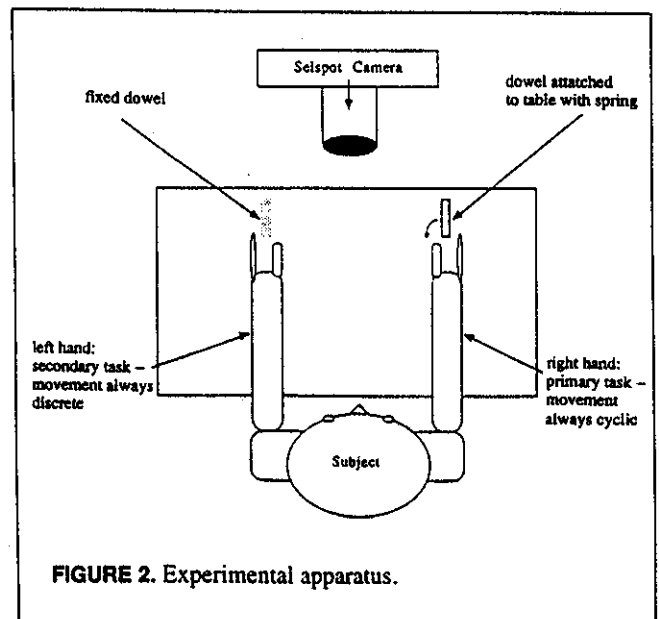 Selspot Camera
fixed dowel
dowel attatched
to table with spring
left hand:
secondary task –
movement always
discrete
right hand:
primary task –
movement
always cyclic
Subject
FIGURE 2. Experimental apparatus.